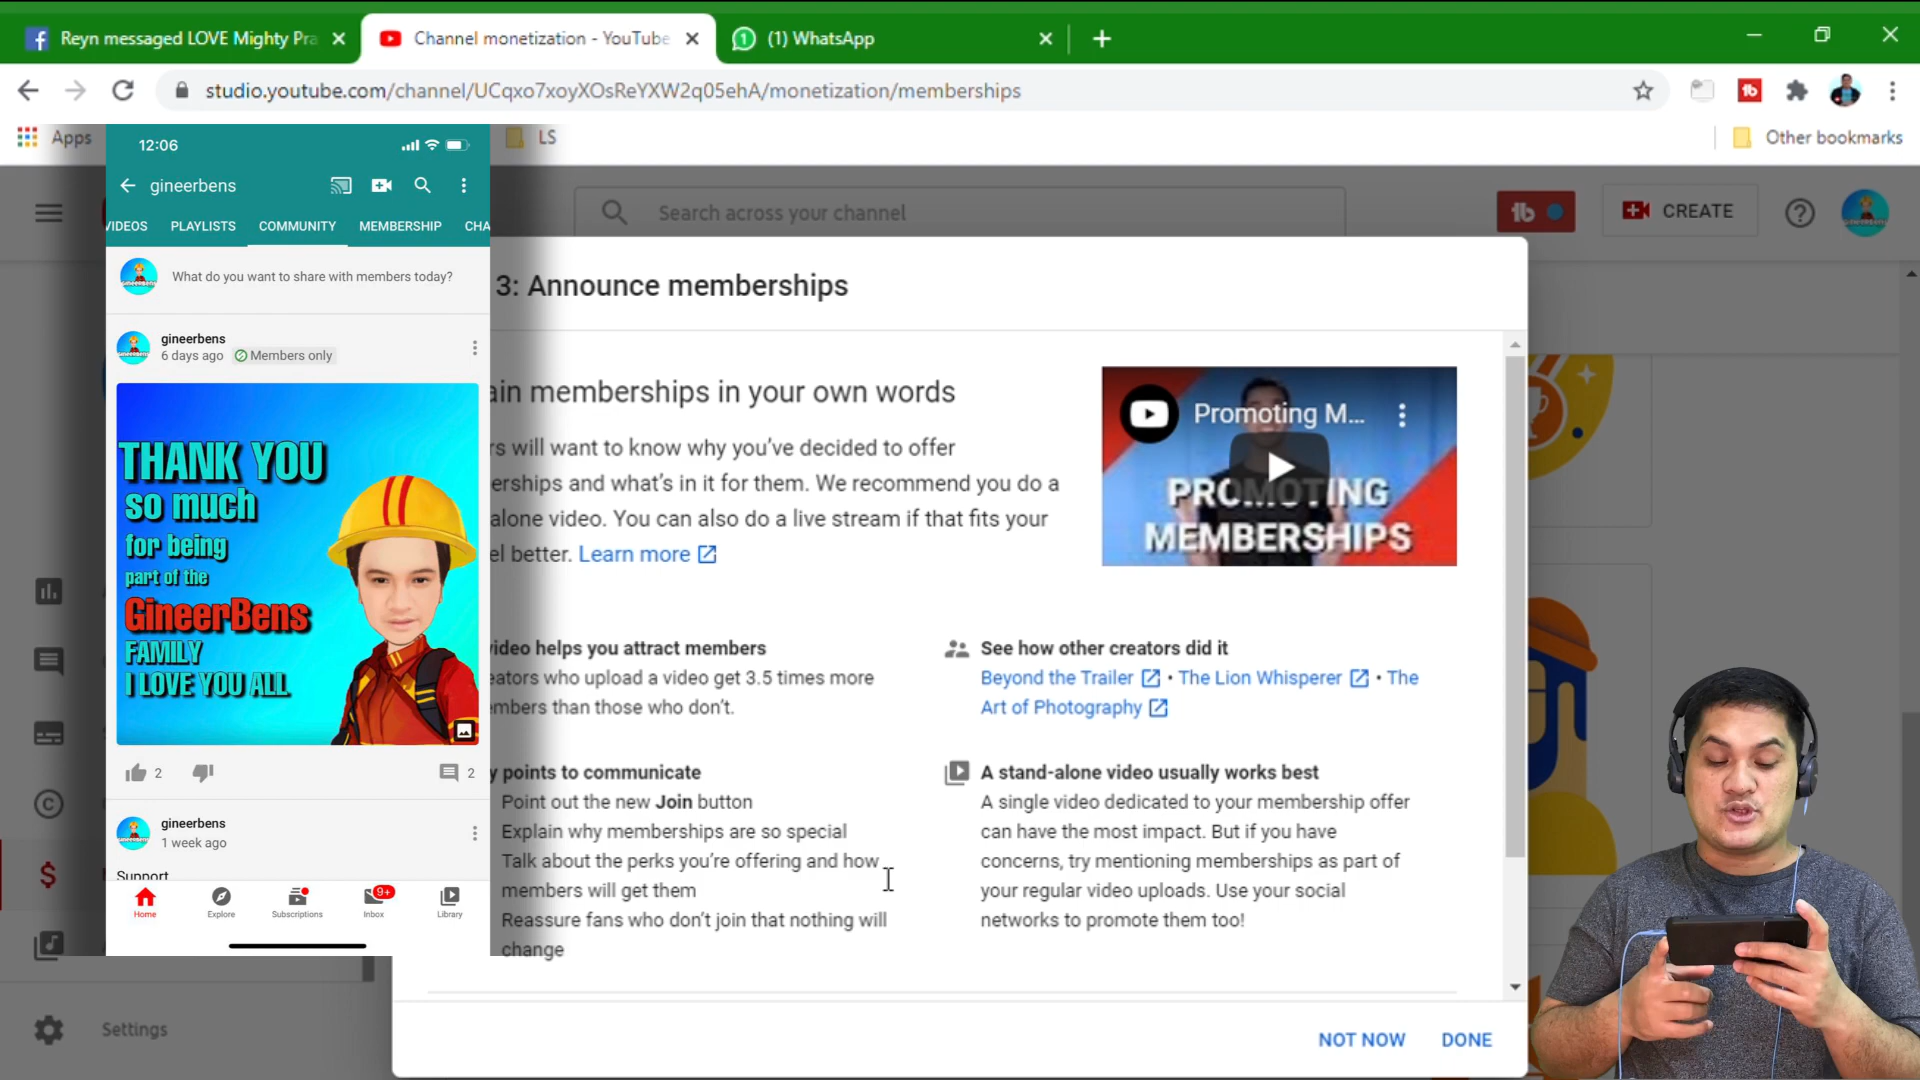 Reyn messaged LOVE Mighty Pra
Channel monetization - YouTube
(1) WhatsApp
studio.youtube.com/channel/UCqxo7xoyXOsReYXW2q05ehA/monetization/memberships
Apps
LS
Other bookmarks
12:06
gineerbens
VIDEOS PLAYLISTS COMMUNITY MEMBERSHIP CHA
What do you want to share with members today?
gineerbens
6 days ago Members only
THANK YOU
so much
for being
part of the
GineerBens
FAMILY
I LOVE YOU ALL
2 2
gineerbens
1 week ago
Support
Home Explore Subscriptions 9+ Inbox Library
Settings
Search across your channel
CREATE
3: Announce memberships
ain memberships in your own words
rs will want to know why you've decided to offer
erships and what's in it for them. We recommend you do a
alone video. You can also do a live stream if that fits your
el better. Learn more
Promoting M...
PROMOTING
MEMBERSHIPS
video helps you attract members
eators who upload a video get 3.5 times more
mbers than those who don't.
See how other creators did it
Beyond the Trailer • The Lion Whisperer • The
Art of Photography
y points to communicate
Point out the new Join button
Explain why memberships are so special
Talk about the perks you're offering and how
members will get them
Reassure fans who don't join that nothing will
change
A stand-alone video usually works best
A single video dedicated to your membership offer
can have the most impact. But if you have
concerns, try mentioning memberships as part of
your regular video uploads. Use your social
networks to promote them too!
NOT NOW DONE